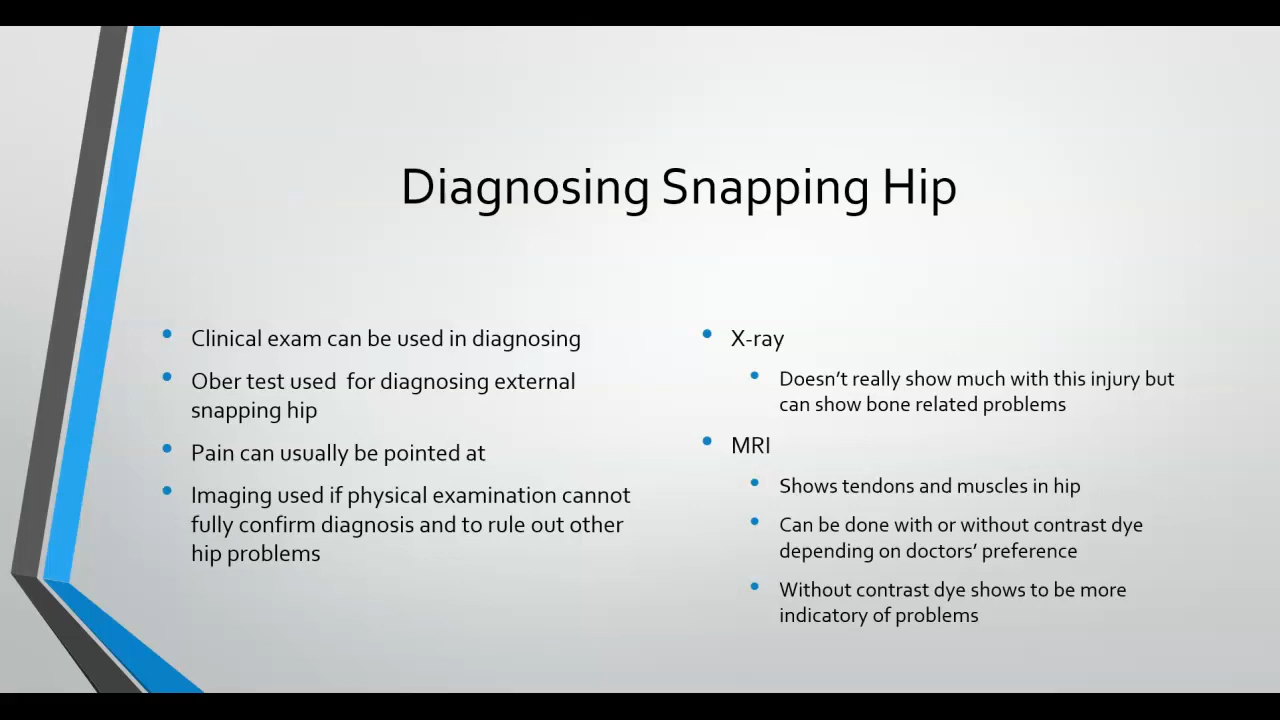 Diagnosing Snapping Hip
• Clinical exam can be used in diagnosing
• Ober test used  for diagnosing external
snapping hip
• Pain can usually be pointed at
• Imaging used if physical examination cannot
fully confirm diagnosis and to rule out other
hip problems
• X-ray
• Doesn’t really show much with this injury but
can show bone related problems
• MRI
• Shows tendons and muscles in hip
• Can be done with or without contrast dye
depending on doctors’ preference
• Without contrast dye shows to be more
indicatory of problems